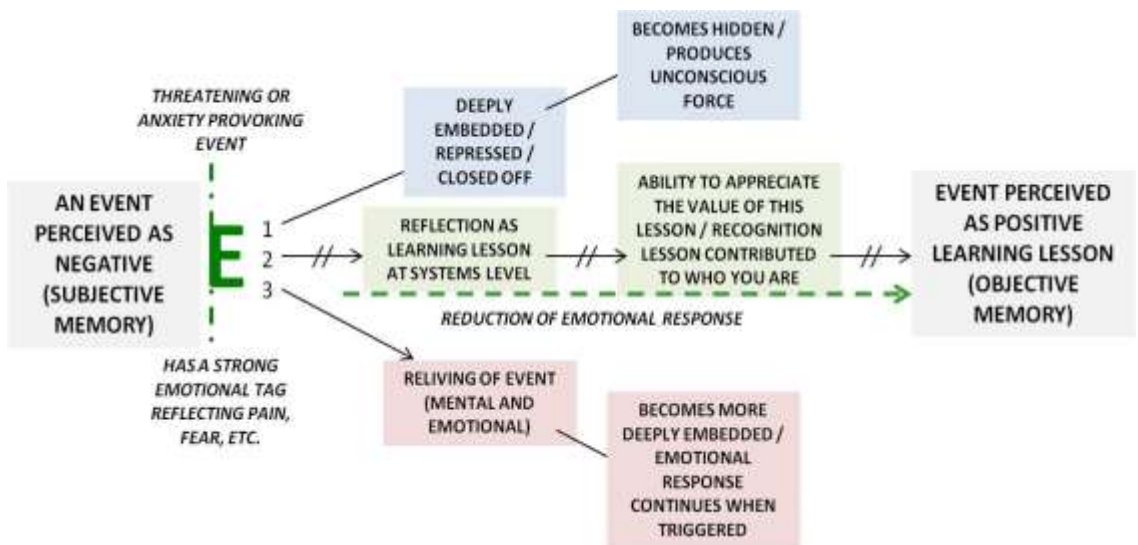 BECOMES HIDDEN /
PRODUCES
UNCONSCIOUS
FORCE
THREATENING OR
ANXIETY PROVOKING
EVENT
DEEPLY
EMBEDDED /
REPRESSED /
CLOSED OFF
AN EVENT
PERCEIVED AS
NEGATIVE
(SUBJECTIVE
MEMORY)
E
1
2
3
REFLECTION AS
LEARNING LESSON
AT SYSTEMS LEVEL
ABILITY TO APPRECIATE
THE VALUE OF THIS
LESSON / RECOGNITION
LESSON CONTRIBUTED
TO WHO YOU ARE
EVENT PERCEIVED
AS POSITIVE
LEARNING LESSON
(OBJECTIVE
MEMORY)
REDUCTION OF EMOTIONAL RESPONSE
HAS A STRONG
EMOTIONAL TAG
REFLECTING PAIN,
FEAR, ETC.
RELIVING OF EVENT
(MENTAL AND
EMOTIONAL)
BECOMES MORE
DEEPLY EMBEDDED /
EMOTIONAL
RESPONSE
CONTINUES WHEN
TRIGGERED